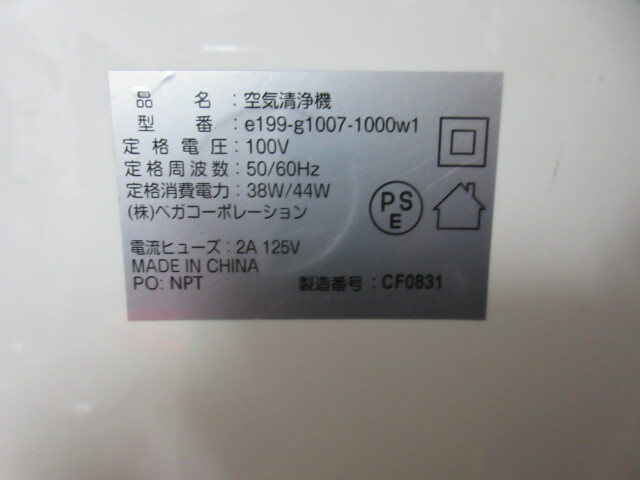 品名:空気清浄機
型番:e199-g1007-1000w1
定格電圧:100V
定格周波数:50/60Hz
定格消費電力:38W/44W
(株)ベガコーポレーション
PS
E
電流ヒューズ:2A 125V
MADE IN CHINA
PO: NPT
製造番号:CF0831